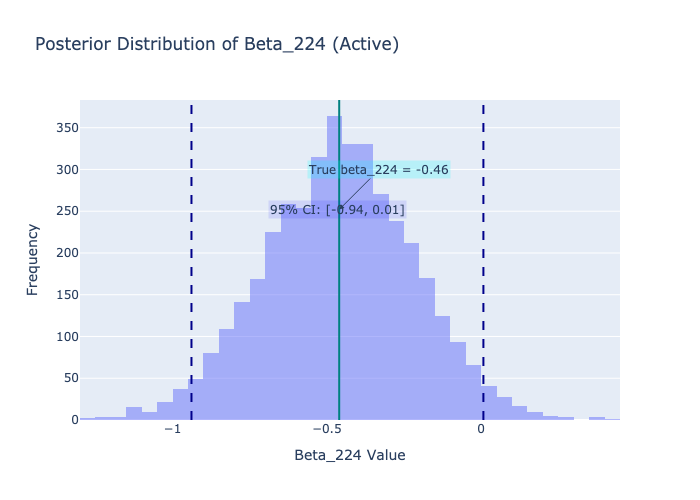 Posterior Distribution of Beta_224 (Active)
350
300
250
200
150
100
50
0
Frequency
True beta_224 = -0.46
95% CI: [-0.94, 0.01]
−1
−0.5
0
Beta_224 Value